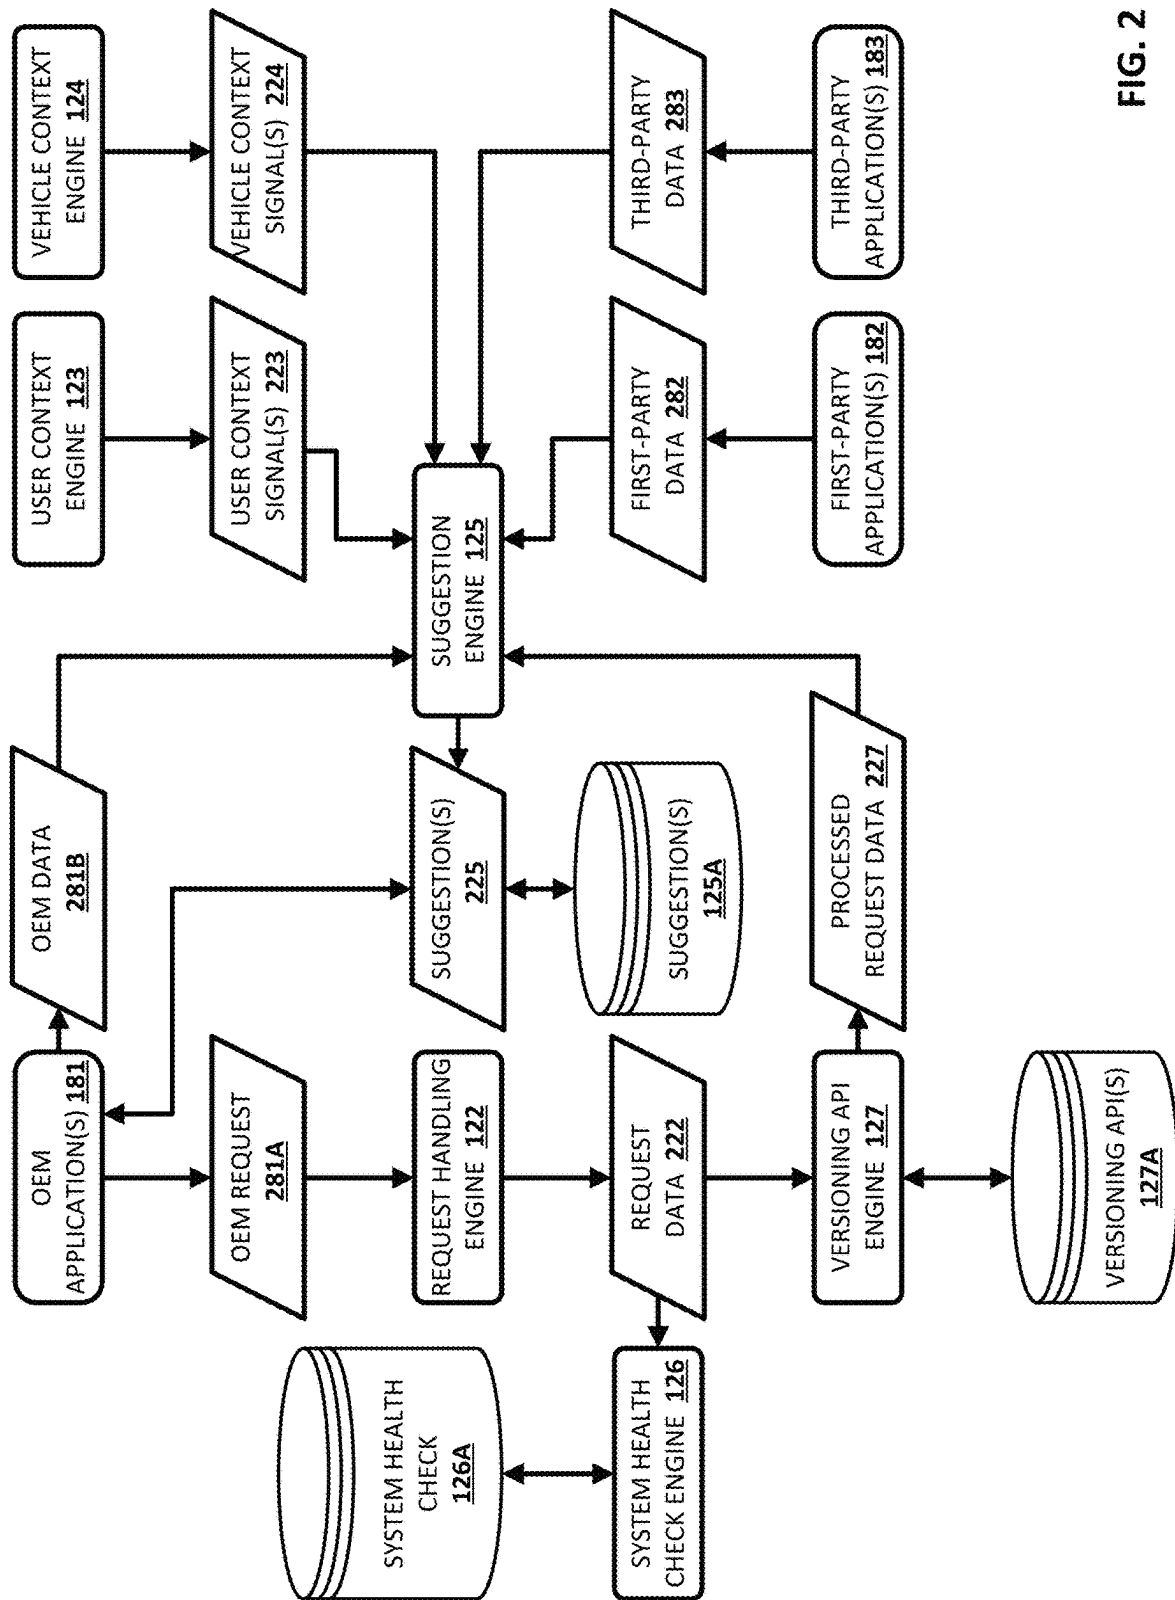 SYSTEM HEALTH
CHECK
126A
SYSTEM HEALTH
CHECK ENGINE 126
OEM
APPLICATION(S) 181
OEM REQUEST
281A
REQUEST HANDLING
ENGINE 122
REQUEST
DATA 222
VERSIONING API
ENGINE 127
VERSIONING API(S)
127A
OEM DATA
281B
SUGGESTION(S)
225
SUGGESTION(S)
125A
PROCESSED
REQUEST DATA 227
SUGGESTION
ENGINE 125
USER CONTEXT
ENGINE 123
USER CONTEXT
SIGNAL(S) 223
FIRST-PARTY
DATA 282
FIRST-PARTY
APPLICATION(S) 182
VEHICLE CONTEXT
ENGINE 124
VEHICLE CONTEXT
SIGNAL(S) 224
THIRD-PARTY
DATA 283
THIRD-PARTY
APPLICATION(S) 183
FIG. 2